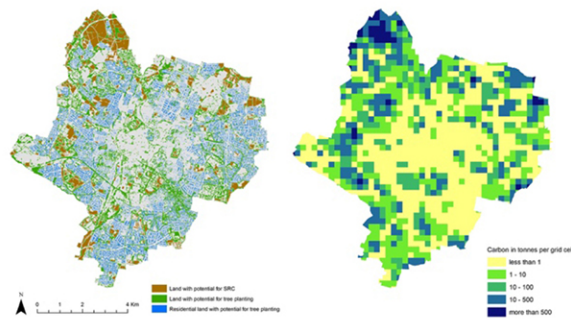 Carbon in tonnes per grid cel
less than 1
1 - 10
10 - 100
10 - 500
more than 500
N
0 1 2 4 Km
Land with potential for SRC
Land with potential for tree planting
Residential land with potential for tree planting